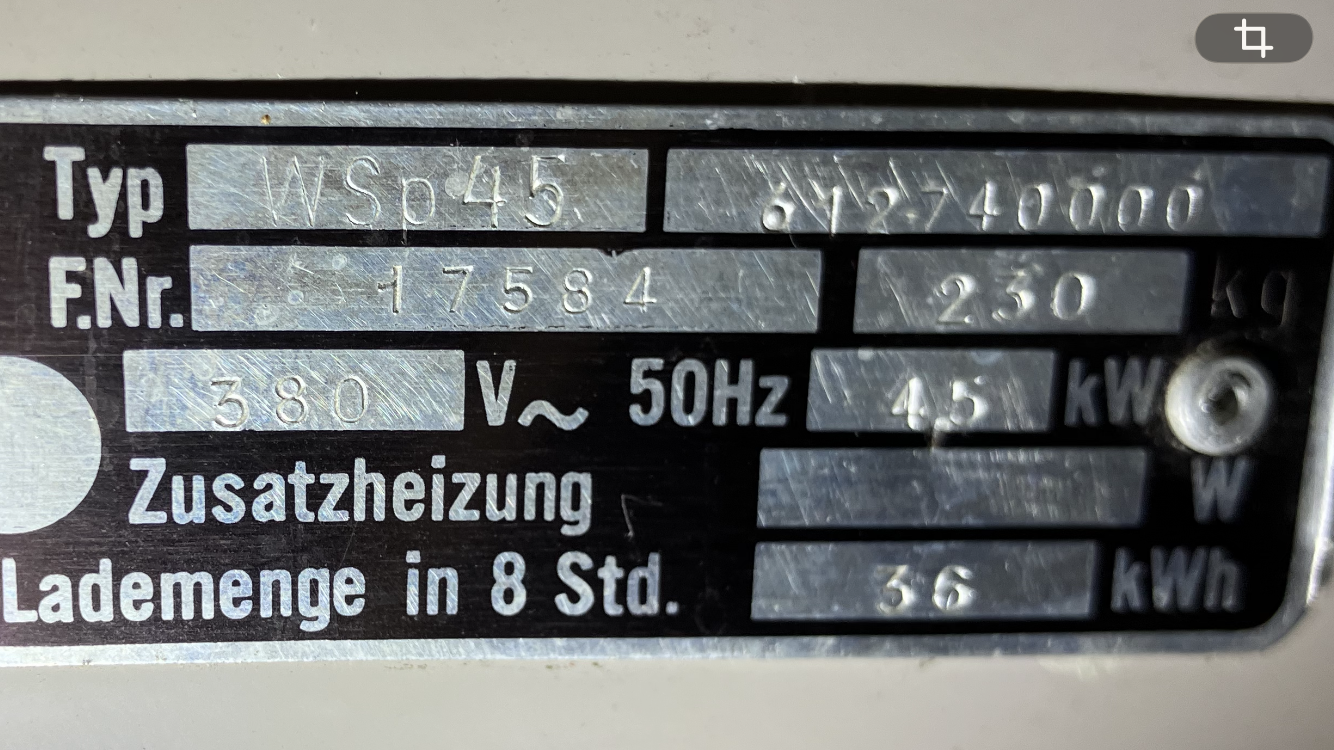 Typ WSp45 612740000
F.Nr. 17584 230 kg
380 V~ 50Hz 4,5 kW
Zusatzheizung W
Lademenge in 8 Std. 36 kWh